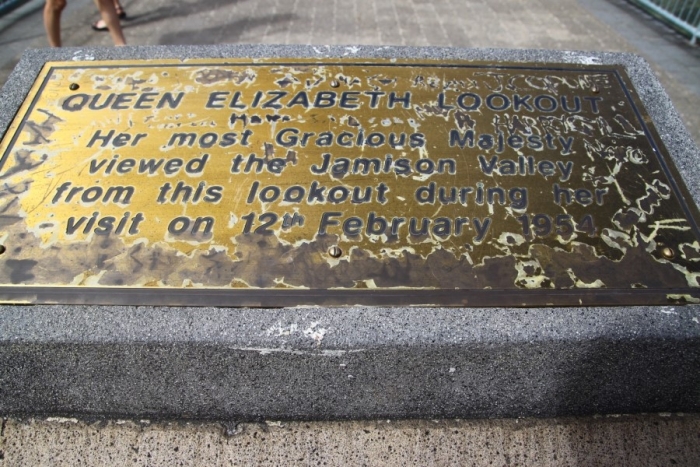 QUEEN ELIZABETH LOOKOUT
Her most Gracious Majesty
viewed the Jamison Valley
from this lookout during her
visit on 12th February 1954